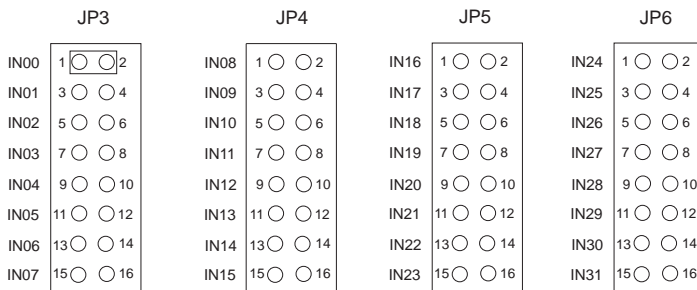 JP3 JP4 JP5 JP6
IN00 1 2 IN08 1 2 IN16 1 2 IN24 1 2
IN01 3 4 IN09 3 4 IN17 3 4 IN25 3 4
IN02 5 6 IN10 5 6 IN18 5 6 IN26 5 6
IN03 7 8 IN11 7 8 IN19 7 8 IN27 7 8
IN04 9 10 IN12 9 10 IN20 9 10 IN28 9 10
IN05 11 12 IN13 11 12 IN21 11 12 IN29 11 12
IN06 13 14 IN14 13 14 IN22 13 14 IN30 13 14
IN07 15 16 IN15 15 16 IN23 15 16 IN31 15 16